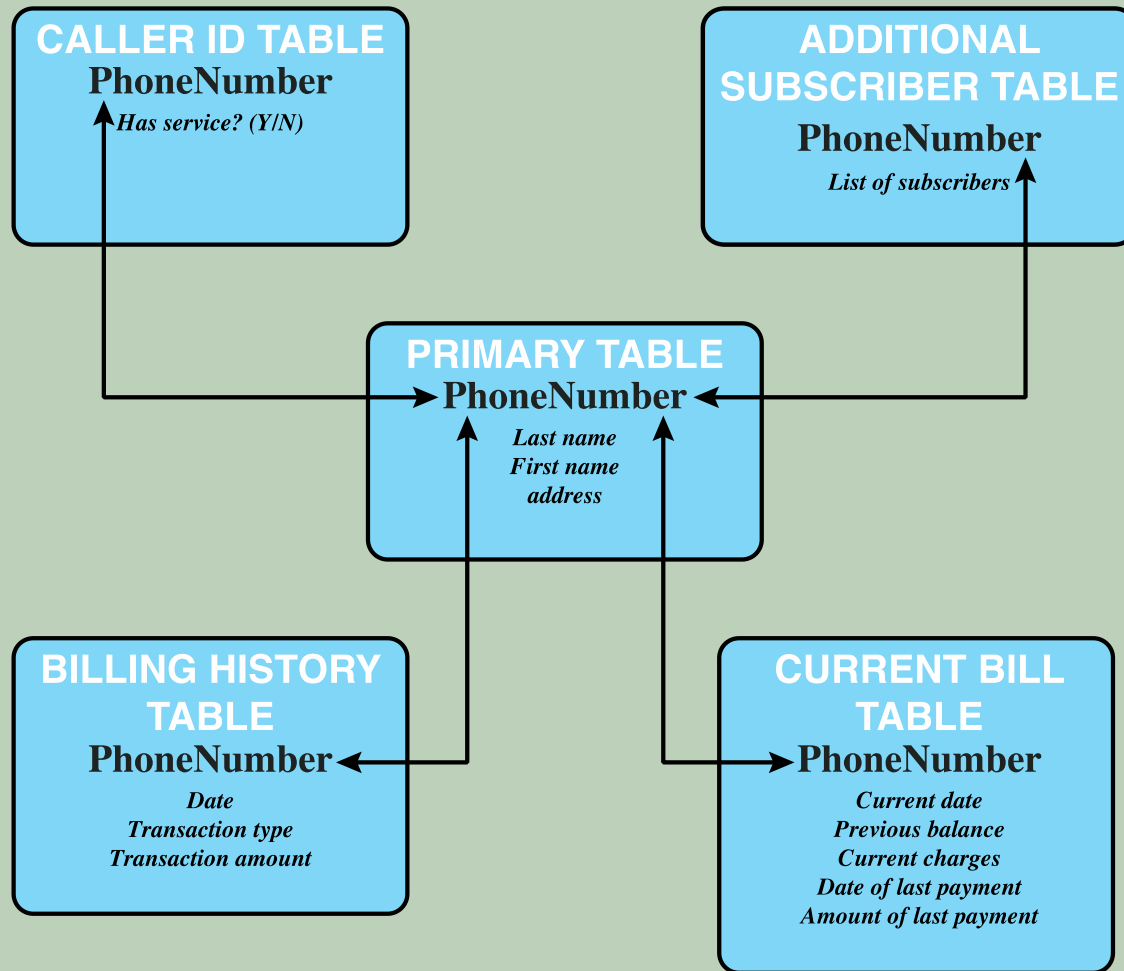 CALLER ID TABLE
PhoneNumber
Has service? (Y/N)
ADDITIONAL
SUBSCRIBER TABLE
PhoneNumber
List of subscribers
PRIMARY TABLE
PhoneNumber
Last name
First name
address
BILLING HISTORY
TABLE
PhoneNumber
Date
Transaction type
Transaction amount
CURRENT BILL
TABLE
PhoneNumber
Current date
Previous balance
Current charges
Date of last payment
Amount of last payment